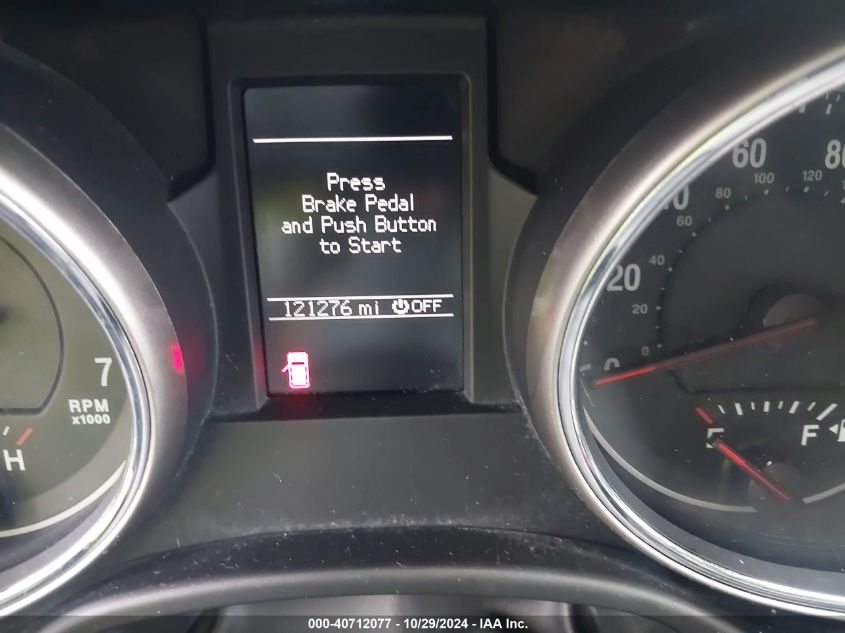 Press
Brake Pedal
and Push Button
to Start
121276 mi OFF
7
RPM
x1000
H
0
20
60
80
0
20
40
60
80
100
120
E
F
000-40712077 - 10/29/2024 - IAA Inc.